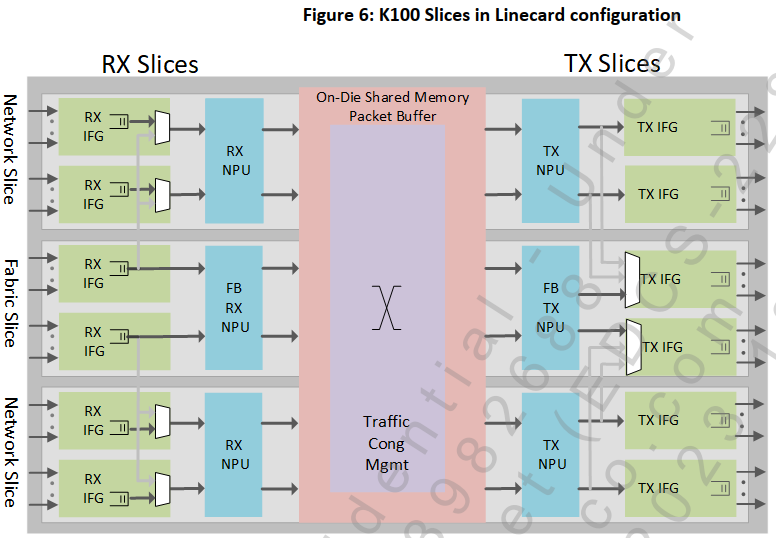 Figure 6: K100 Slices in Linecard configuration
RX Slices
TX Slices
Network Slice
RX
IFG
RX
IFG
RX
NPU
On-Die Shared Memory
Packet Buffer
TX
NPU
TX IFG
TX IFG
Fabric Slice
RX
IFG
RX
IFG
FB
RX
NPU
FB
TX
NPU
TX IFG
TX IFG
Network Slice
RX
IFG
RX
IFG
RX
NPU
Traffic
Cong
Mgmt
TX
NPU
TX IFG
TX IFG